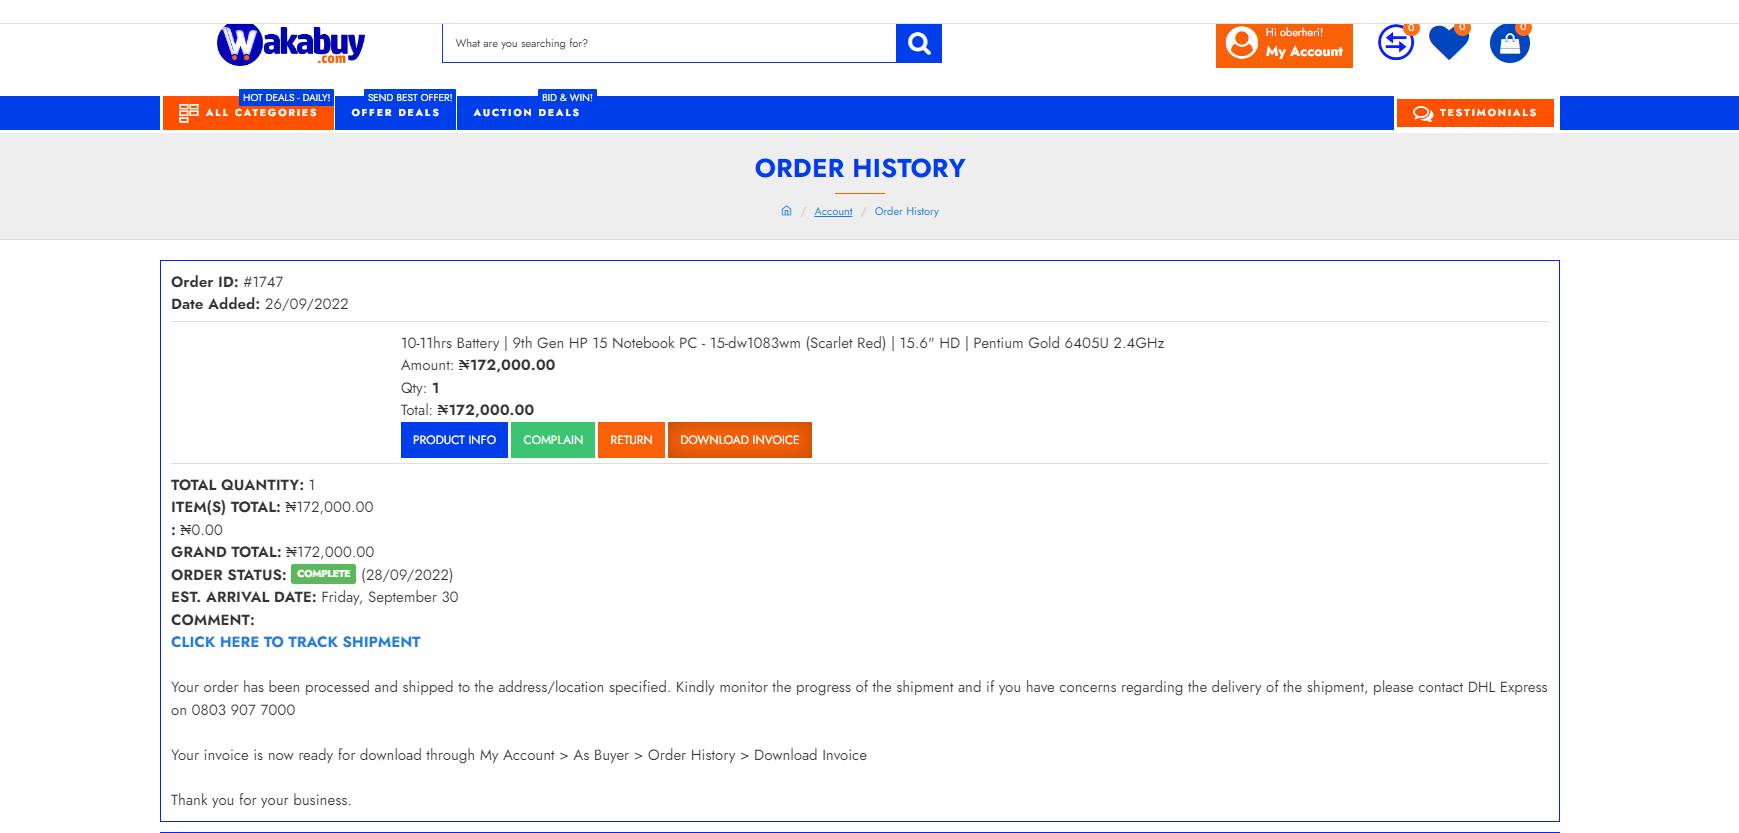 Wakabuy
.com
What are you searching for?
Hi oberheri!
My Account
0
0
0
HOT DEALS - DAILY!
SEND BEST OFFER!
BID & WIN!
ALL CATEGORIES
OFFER DEALS
AUCTION DEALS
TESTIMONIALS
ORDER HISTORY
/ Account / Order History
Order ID: #1747
Date Added: 26/09/2022
10-11hrs Battery | 9th Gen HP 15 Notebook PC - 15-dw1083wm (Scarlet Red) | 15.6" HD | Pentium Gold 6405U 2.4GHz
Amount: ₦172,000.00
Qty: 1
Total: ₦172,000.00
PRODUCT INFO COMPLAIN RETURN DOWNLOAD INVOICE
TOTAL QUANTITY: 1
ITEM(S) TOTAL: ₦172,000.00
: ₦0.00
GRAND TOTAL: ₦172,000.00
ORDER STATUS: COMPLETE (28/09/2022)
EST. ARRIVAL DATE: Friday, September 30
COMMENT:
CLICK HERE TO TRACK SHIPMENT
Your order has been processed and shipped to the address/location specified. Kindly monitor the progress of the shipment and if you have concerns regarding the delivery of the shipment, please contact DHL Express
on 0803 907 7000
Your invoice is now ready for download through My Account > As Buyer > Order History > Download Invoice
Thank you for your business.